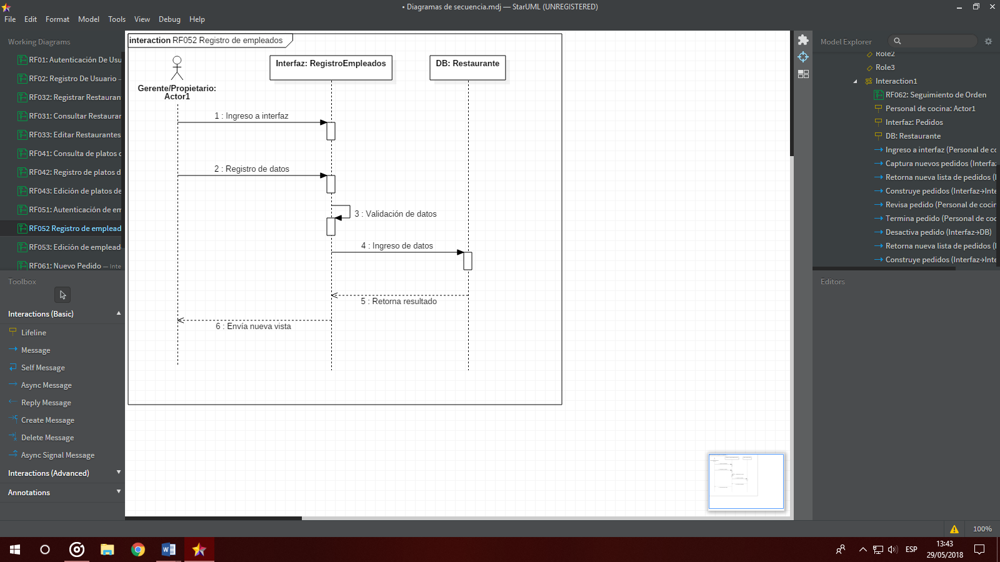 • Diagramas de secuencia.mdj — StarUML (UNREGISTERED)
File Edit Format Model Tools View Debug Help
Working Diagrams
RF01: Autenticación De Usu
RF02: Registro De Usuario —
RF032: Registrar Restauran
RF031: Consultar Restaurar
RF033: Editar Restaurantes
RF041: Consulta de platos d
RF042: Registro de platos d
RF043: Edición de platos de
RF051: Autenticación de em
RF052 Registro de emplead
RF053: Edición de emplead
RF061: Nuevo Pedido — Inte
Toolbox
Interactions (Basic)
Lifeline
Message
Self Message
Async Message
Reply Message
Create Message
Delete Message
Async Signal Message
Interactions (Advanced)
Annotations
interaction RF052 Registro de empleados
Gerente/Propietario:
Actor1
Interfaz: RegistroEmpleados
DB: Restaurante
1 : Ingreso a interfaz
2 : Registro de datos
3 : Validación de datos
4 : Ingreso de datos
5 : Retorna resultado
6 : Envía nueva vista
Model Explorer
Role2
Role3
Interaction1
RF062: Seguimiento de Orden
Personal de cocina: Actor1
Interfaz: Pedidos
DB: Restaurante
Ingreso a interfaz (Personal de co
Captura nuevos pedidos (Interfaz
Retorna nueva lista de pedidos (I
Construye pedidos (Interfaz→Inte
Revisa pedido (Personal de cocin
Termina pedido (Personal de coc
Desactiva pedido (Interfaz→DB)
Retorna nueva lista de pedidos (I
Construye pedidos (Interfaz→Inte
Editors
100%
ESP
13:43
29/05/2018